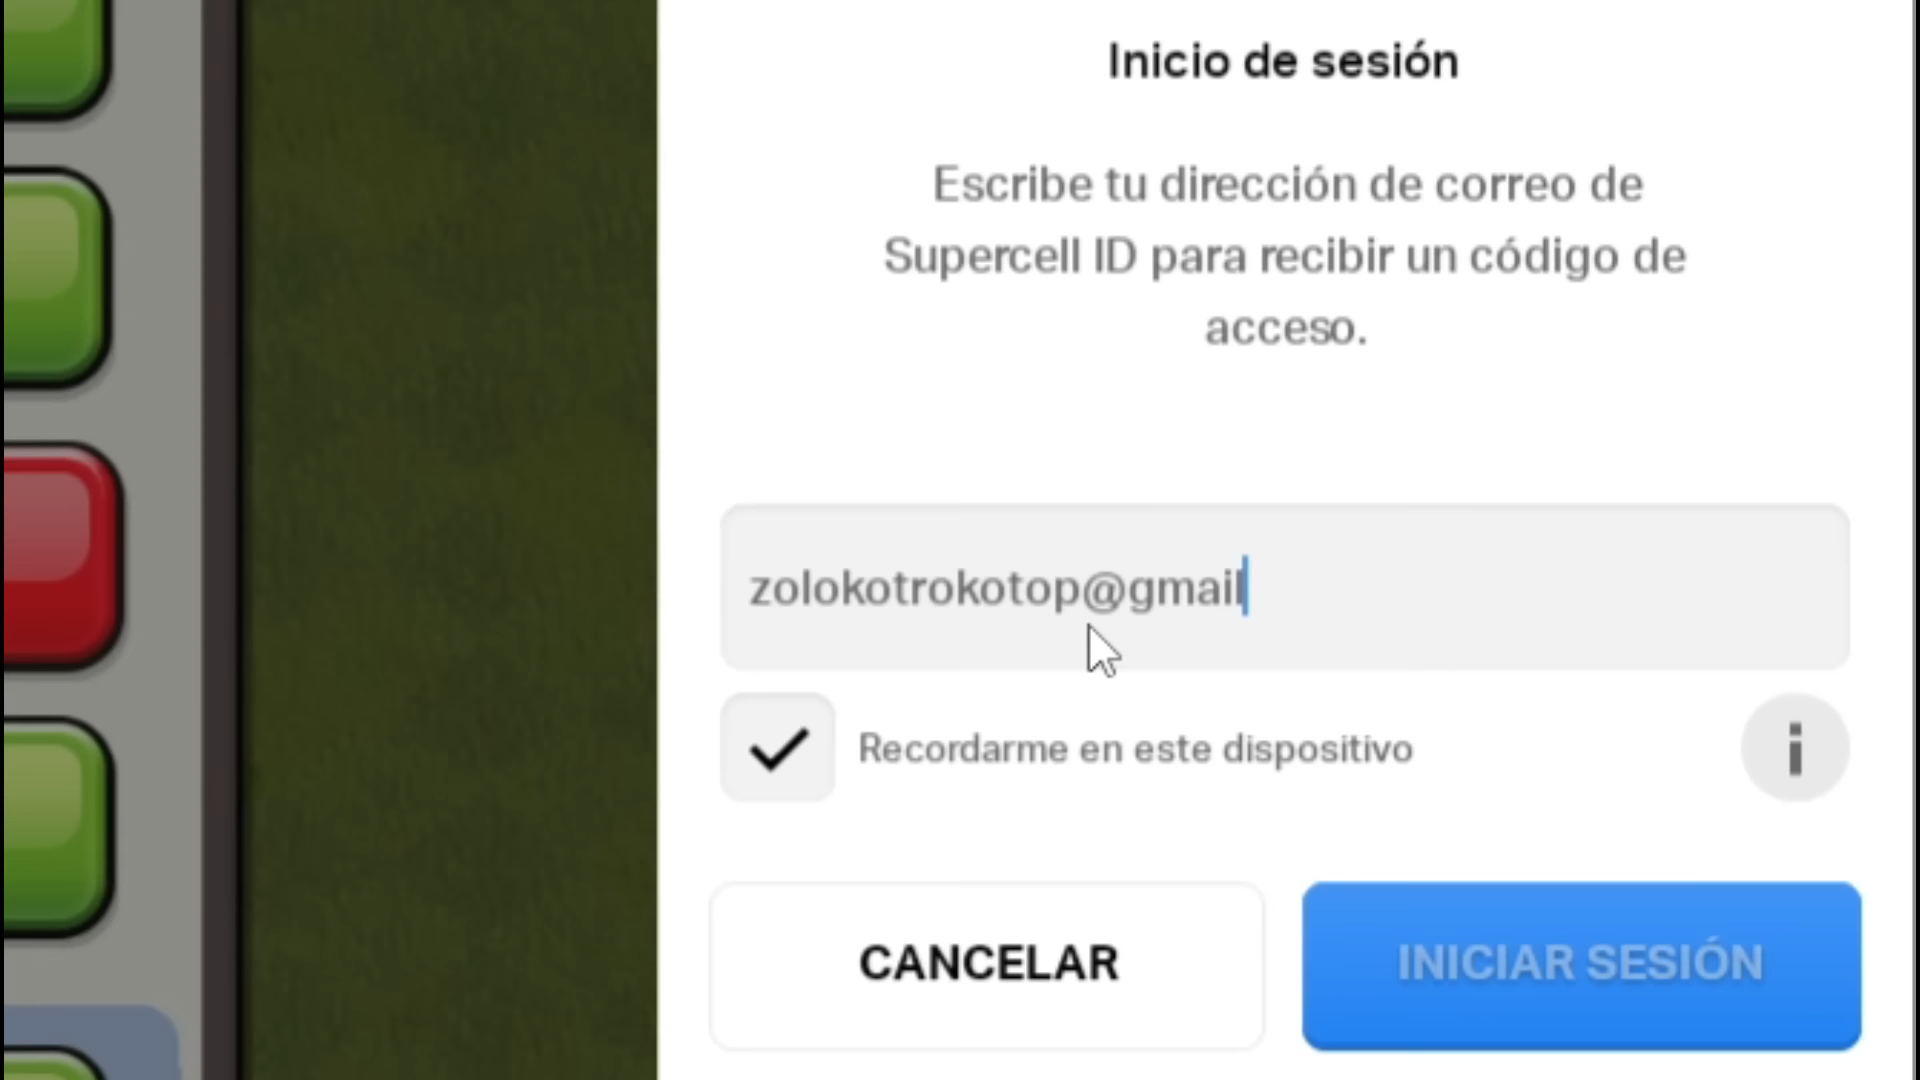 Inicio de sesión
Escribe tu dirección de correo de
Supercell ID para recibir un código de
acceso.
zolokotrokotop@gmail
Recordarme en este dispositivo
i
CANCELAR
INICIAR SESIÓN